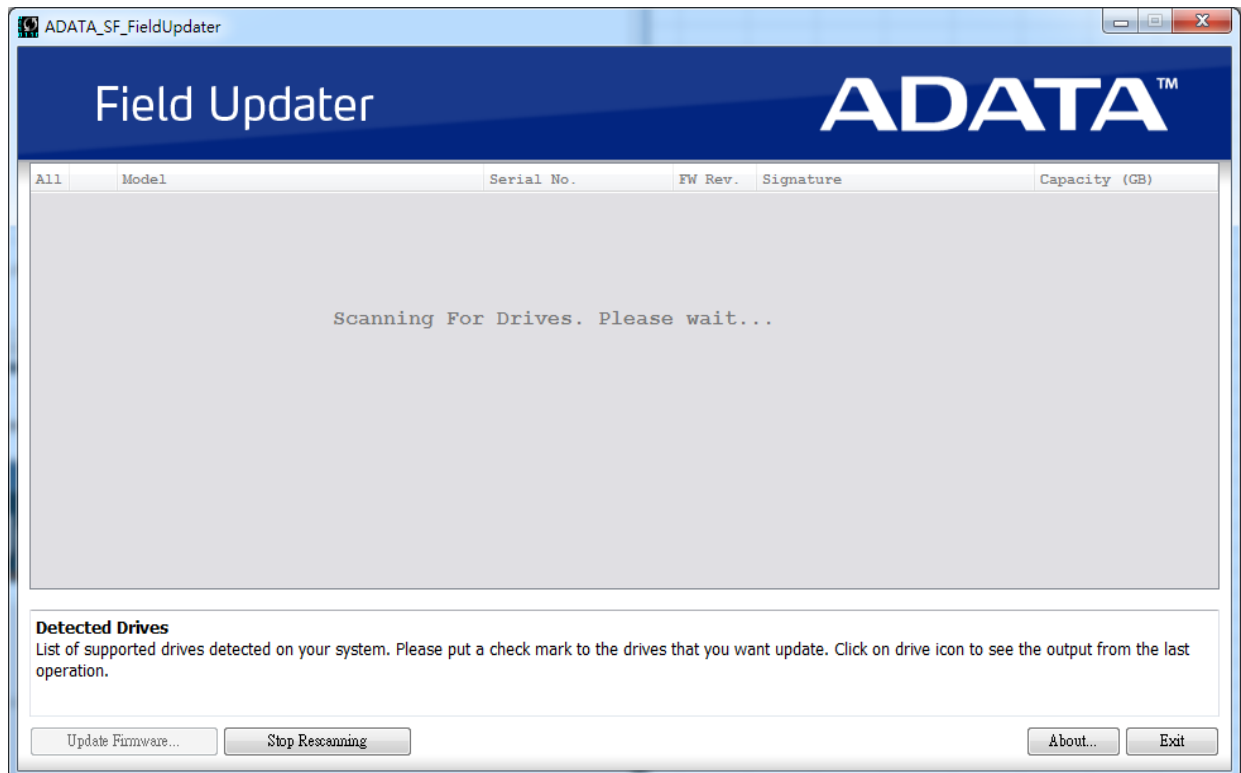 ADATA_SF_FieldUpdater
Field Updater
ADATA™
All Model Serial No. FW Rev. Signature Capacity (GB)
Scanning For Drives. Please wait...
Detected Drives
List of supported drives detected on your system. Please put a check mark to the drives that you want update. Click on drive icon to see the output from the last
operation.
Update Firmware... Stop Rescanning About... Exit